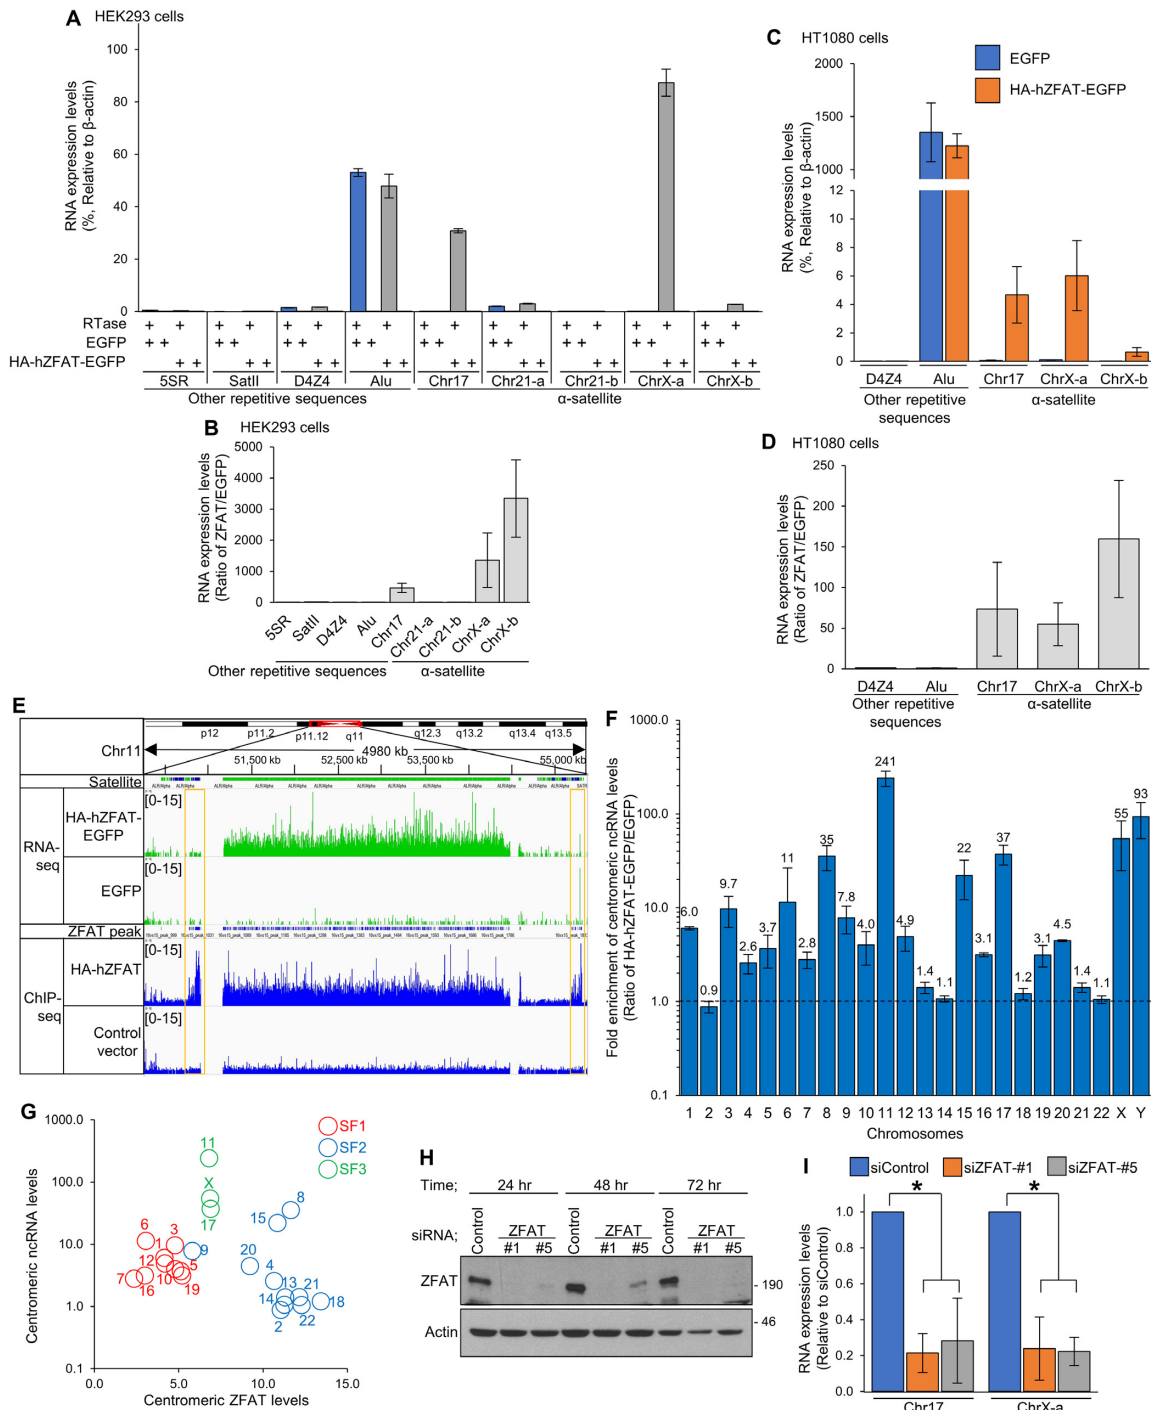 A HEK293 cells
RNA expression levels
(%, Relative to β-actin)
100
80
60
40
20
0
RTase + + + + + + + + + + + + + + + + + +
EGFP + + + + + + + + + + + + + + + + + +
HA-hZFAT-EGFP + + + + + + + + + + + + + + + + + +
5SR SatII D4Z4 Alu Chr17 Chr21-a Chr21-b ChrX-a ChrX-b
Other repetitive sequences α-satellite
B HEK293 cells
RNA expression levels
(Ratio of ZFAT/EGFP)
5000
4000
3000
2000
1000
0
5SR SatII D4Z4 Alu Chr17 Chr21-a Chr21-b ChrX-a ChrX-b
Other repetitive sequences α-satellite
C HT1080 cells
EGFP
HA-hZFAT-EGFP
RNA expression levels
(%, Relative to β-actin)
2000
1500
1000
12
10
8
6
4
2
0
D4Z4 Alu Chr17 ChrX-a ChrX-b
Other repetitive
sequences
α-satellite
D HT1080 cells
RNA expression levels
(Ratio of ZFAT/EGFP)
250
200
150
100
50
0
D4Z4 Alu Chr17 ChrX-a ChrX-b
Other repetitive
sequences
α-satellite
E
Chr11
p12 p11.2 p11.12 q11 q12.3 q13.2 q13.4 q13.5
4980 kb
51,500 kb 52,500 kb 53,500 kb 55,000 kb
Satellite
ALR/Alpha ALR/Alpha ALR/Alpha ALR/Alpha ALR/Alpha ALR/Alpha ALR/Alpha
RNA-
seq
HA-hZFAT-
EGFP
[0-15]
EGFP
[0-15]
ZFAT peak
ChIP-
seq
HA-hZFAT
[0-15]
Control
vector
[0-15]
F
Fold enrichment of centromeric ncRNA levels
(Ratio of HA-hZFAT-EGFP/EGFP)
1000.0
100.0
10.0
1.0
0.1
6.0 0.9 9.7 2.6 3.7 11 2.8 35 7.8 4.0 241 4.9 1.4 1.1 22 3.1 37 1.2 3.1 4.5 1.4 1.1 55 93
1 2 3 4 5 6 7 8 9 10 11 12 13 14 15 16 17 18 19 20 21 22 X Y
Chromosomes
G
Centromeric ncRNA levels
1000.0
100.0
10.0
1.0
0.1
SF1
SF2
SF3
11
X
17
8
15
6
3
1
9
12
20
4
5
7
10
13
21
16
19
14
18
2
22
0.0 5.0 10.0 15.0
Centromeric ZFAT levels
H
Time; 24 hr 48 hr 72 hr
siRNA; Control ZFAT #1 #5 Control ZFAT #1 #5 Control ZFAT #1 #5
ZFAT
- 190
- 46
Actin
I
siControl siZFAT-#1 siZFAT-#5
RNA expression levels
(Relative to siControl)
1.0
0.8
0.6
0.4
0.2
0.0
* *
Chr17 ChrX-a